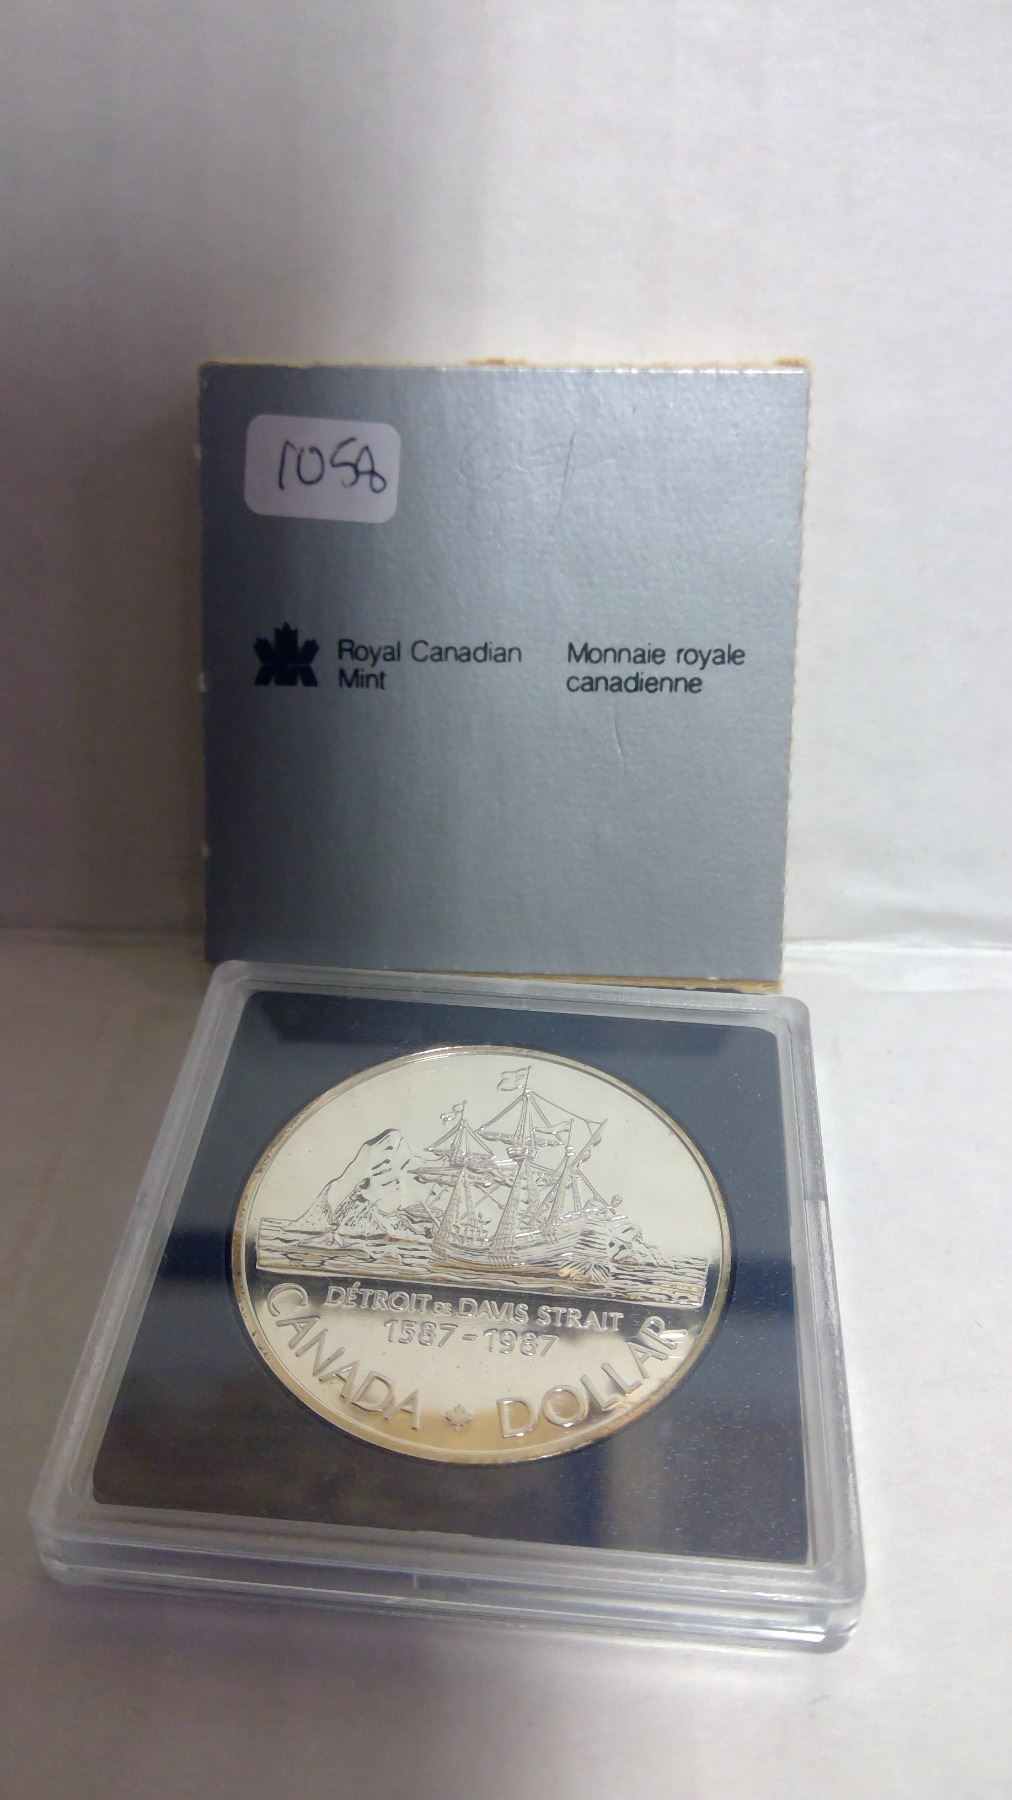 1058
Royal Canadian Mint
Monnaie royale canadienne
DÉTROIT DE DAVIS STRAIT
1587-1987
CANADA DOLLAR